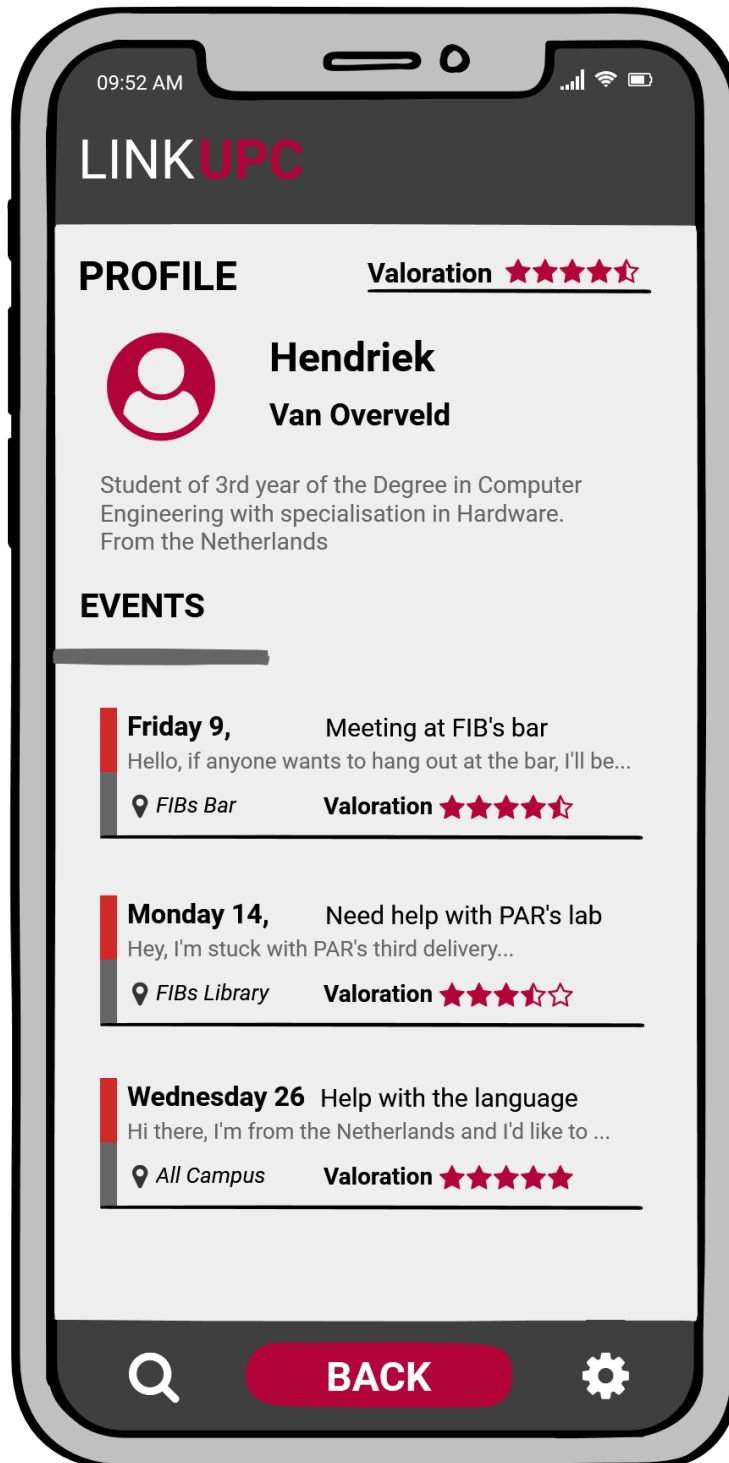 09:52 AM
LINKUPC
PROFILE Valoration
Hendriek
Van Overveld
Student of 3rd year of the Degree in Computer
Engineering with specialisation in Hardware.
From the Netherlands
EVENTS
Friday 9, Meeting at FIB's bar
Hello, if anyone wants to hang out at the bar, I'll be...
FIBs Bar Valoration
Monday 14, Need help with PAR's lab
Hey, I'm stuck with PAR's third delivery...
FIBs Library Valoration
Wednesday 26 Help with the language
Hi there, I'm from the Netherlands and I'd like to ...
All Campus Valoration
BACK